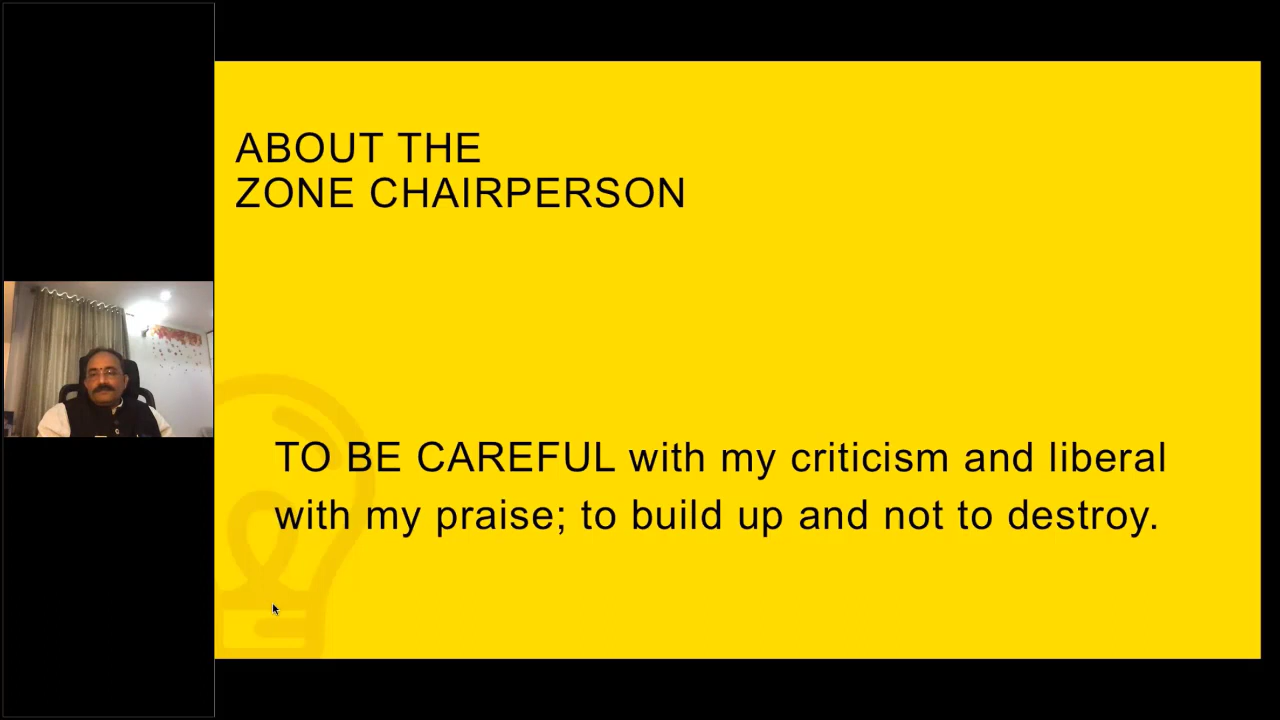 ABOUT THE
ZONE CHAIRPERSON
TO BE CAREFUL with my criticism and liberal
with my praise; to build up and not to destroy.